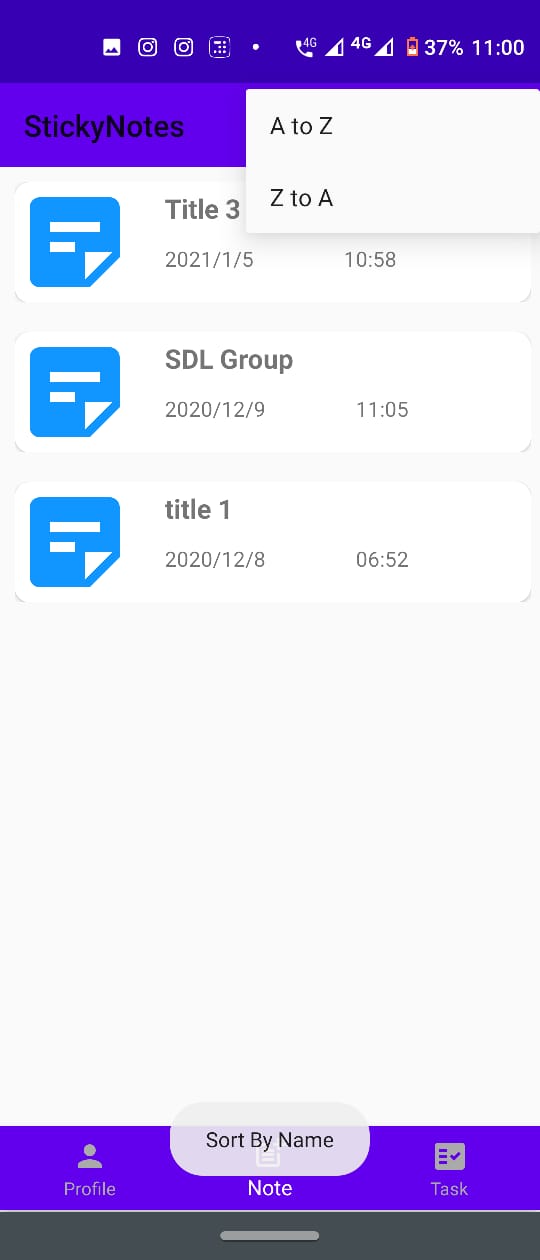 4G 4G 37% 11:00
StickyNotes
A to Z
Z to A
Title 3
2021/1/5 10:58
SDL Group
2020/12/9 11:05
title 1
2020/12/8 06:52
Sort By Name
Profile Note Task